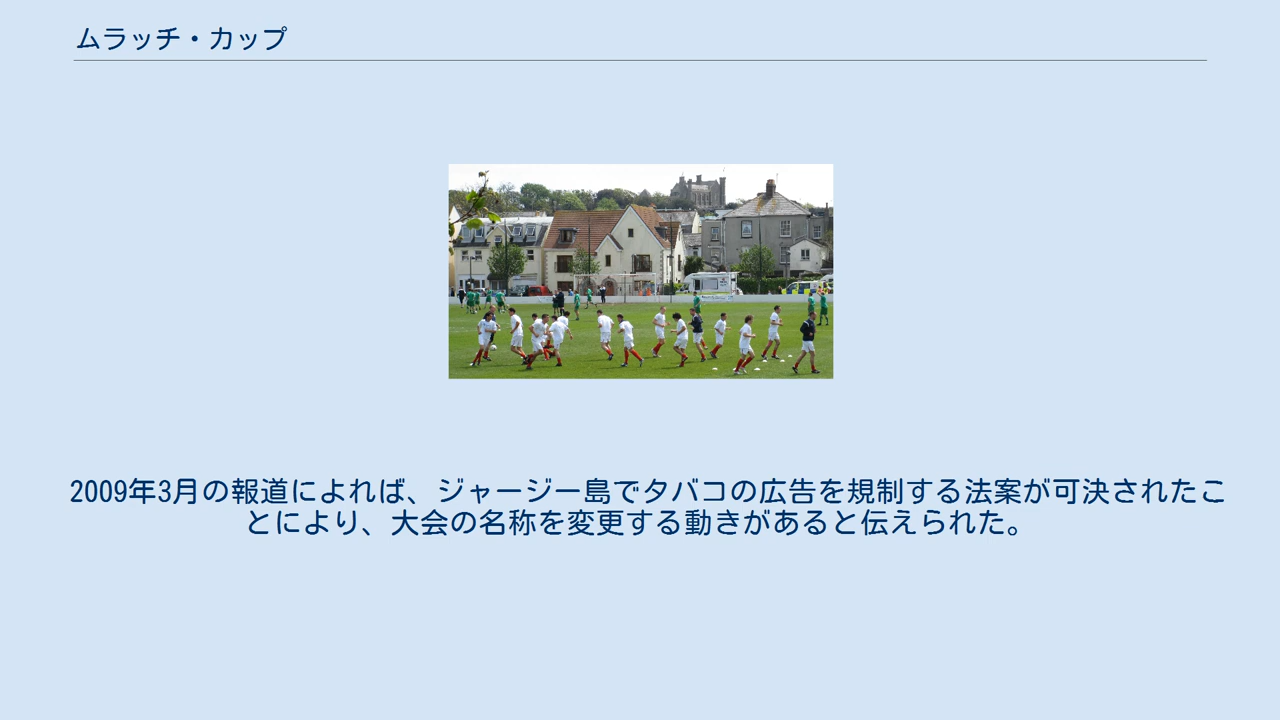 ムラッチ・カップ
2009年3月の報道によれば、ジャージー島でタバコの広告を規制する法案が可決されたこ
とにより、大会の名称を変更する動きがあると伝えられた。